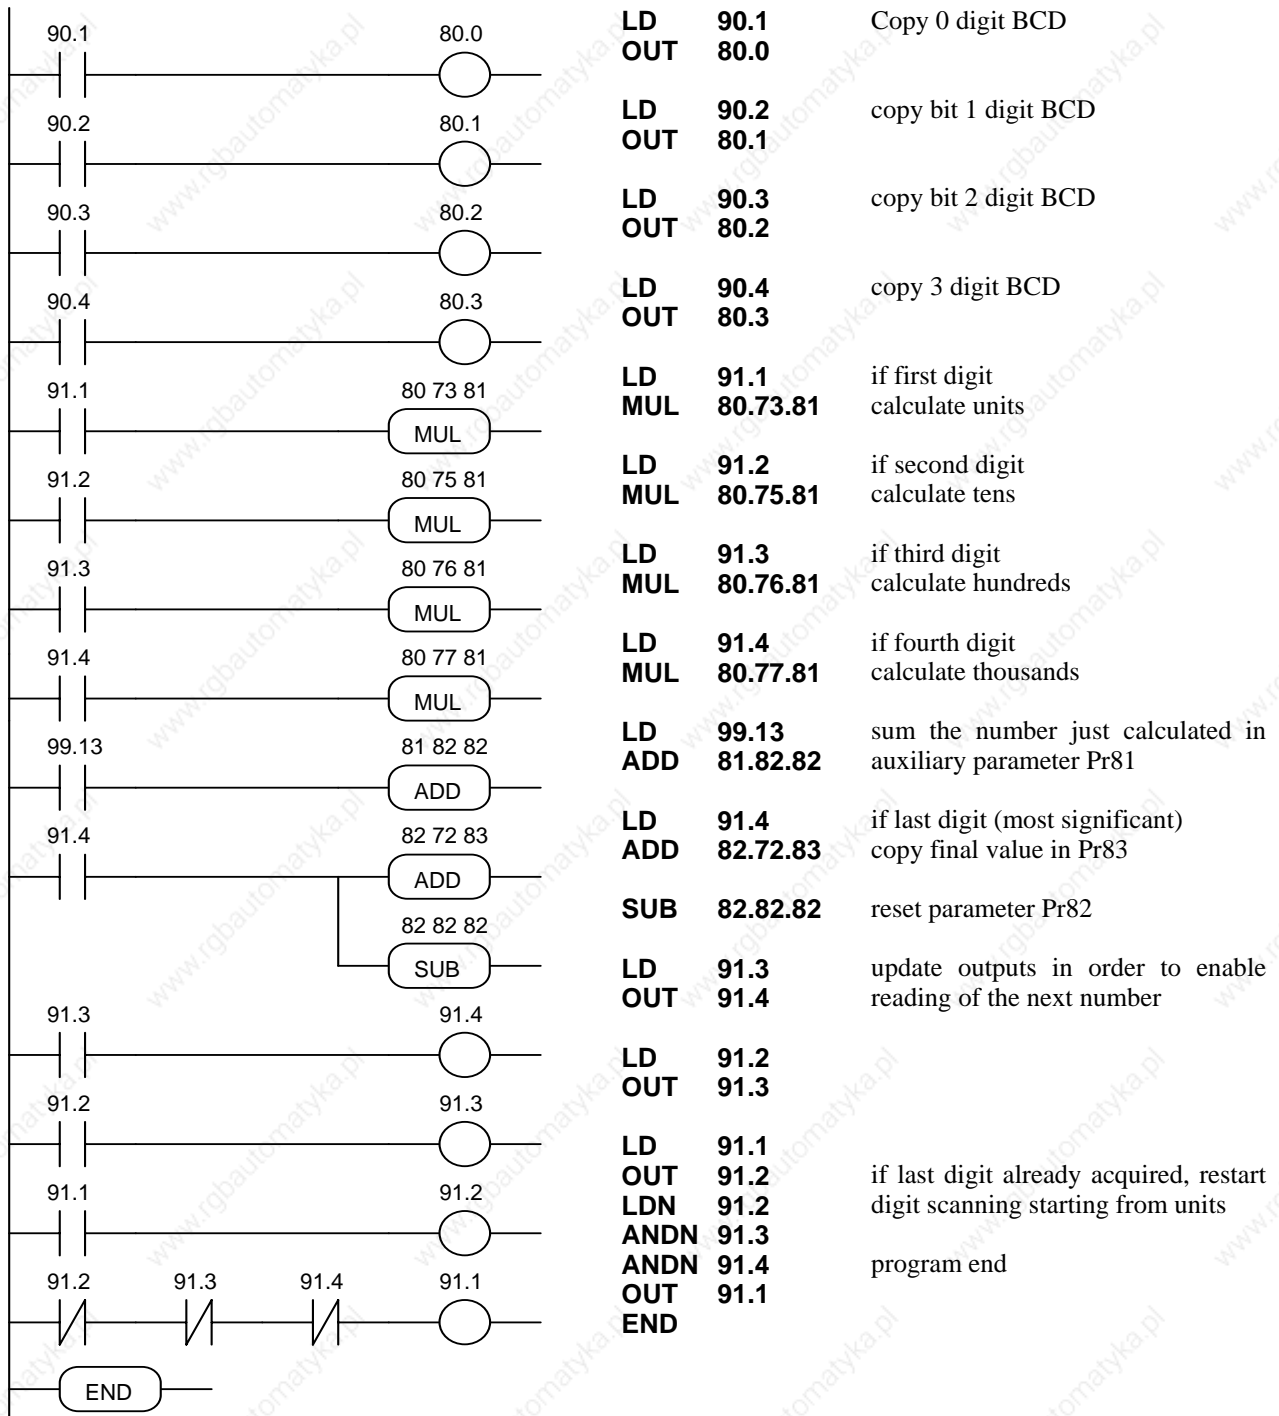 90.1 80.0
90.2 80.1
90.3 80.2
90.4 80.3
91.1 80 73 81
MUL
91.2 80 75 81
MUL
91.3 80 76 81
MUL
91.4 80 77 81
MUL
99.13 81 82 82
ADD
91.4 82 72 83
ADD
82 82 82
SUB
91.3 91.4
91.2 91.3
91.1 91.2
91.2 91.3 91.4 91.1
END
LD 90.1 Copy 0 digit BCD
OUT 80.0
LD 90.2 copy bit 1 digit BCD
OUT 80.1
LD 90.3 copy bit 2 digit BCD
OUT 80.2
LD 90.4 copy 3 digit BCD
OUT 80.3
LD 91.1 if first digit
MUL 80.73.81 calculate units
LD 91.2 if second digit
MUL 80.75.81 calculate tens
LD 91.3 if third digit
MUL 80.76.81 calculate hundreds
LD 91.4 if fourth digit
MUL 80.77.81 calculate thousands
LD 99.13 sum the number just calculated in
ADD 81.82.82 auxiliary parameter Pr81
LD 91.4 if last digit (most significant)
ADD 82.72.83 copy final value in Pr83
SUB 82.82.82 reset parameter Pr82
LD 91.3 update outputs in order to enable
OUT 91.4 reading of the next number
LD 91.2
OUT 91.3
LD 91.1
OUT 91.2 if last digit already acquired, restart
LDN 91.2 digit scanning starting from units
ANDN 91.3
ANDN 91.4 program end
OUT 91.1
END
www.rgbautomatyka.pl